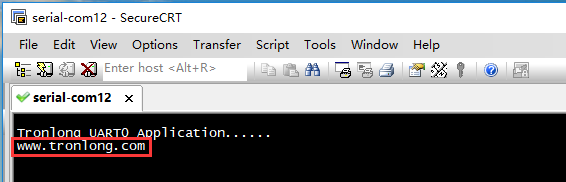 serial-com12 - SecureCRT
File Edit View Options Transfer Script Tools Window Help
Enter host <Alt+R>
serial-com12 ×
Tronlong UART0 Application......
www.tronlong.com